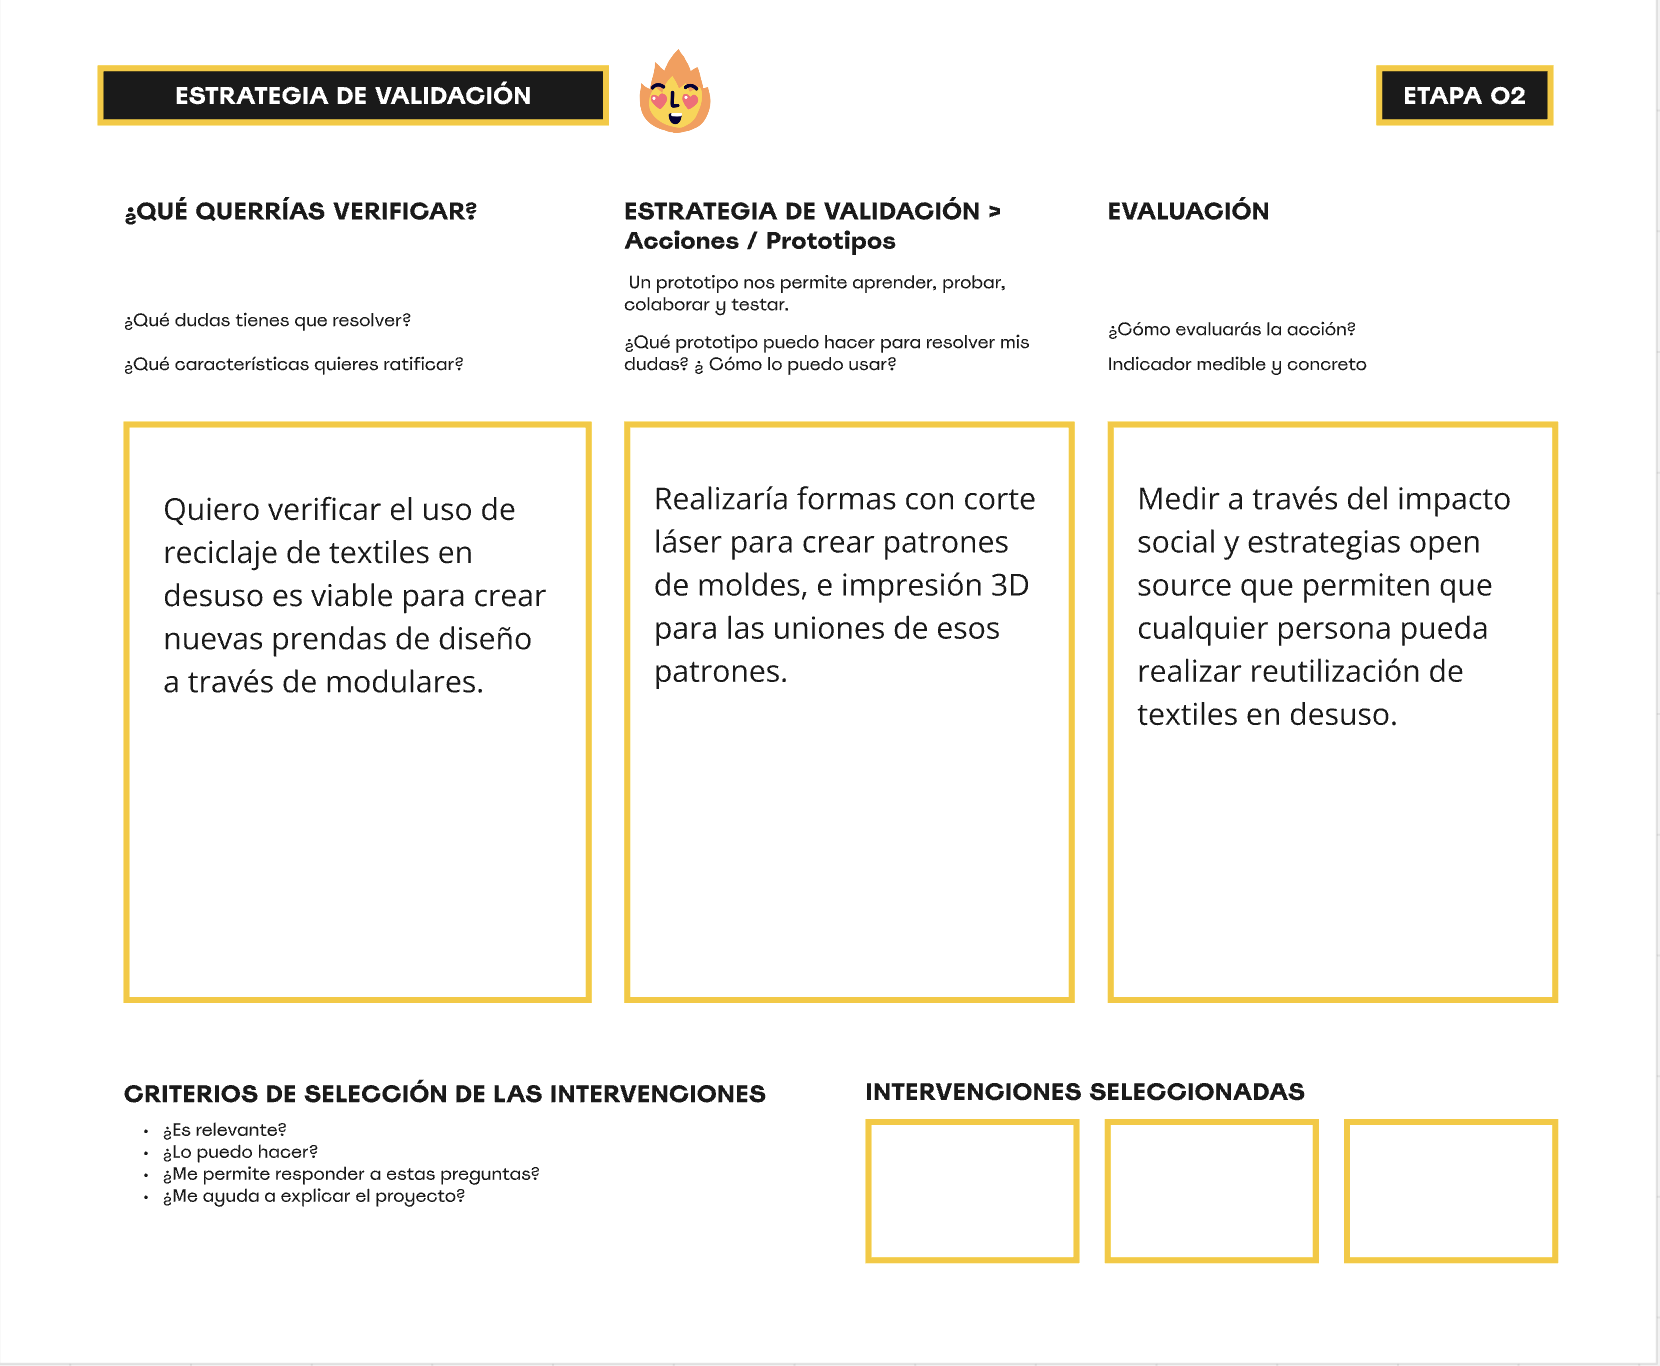 ESTRATEGIA DE VALIDACIÓN
ETAPA 02
¿QUÉ QUERRÍAS VERIFICAR?
¿Qué dudas tienes que resolver?
¿Qué características quieres ratificar?
ESTRATEGIA DE VALIDACIÓN >
Acciones / Prototipos
Un prototipo nos permite aprender, probar,
colaborar y testar.
¿Qué prototipo puedo hacer para resolver mis
dudas? ¿ Cómo lo puedo usar?
EVALUACIÓN
¿Cómo evaluarás la acción?
Indicador medible y concreto
Quiero verificar el uso de
reciclaje de textiles en
desuso es viable para crear
nuevas prendas de diseño
a través de modulares.
Realizaría formas con corte
láser para crear patrones
de moldes, e impresión 3D
para las uniones de esos
patrones.
Medir a través del impacto
social y estrategias open
source que permiten que
cualquier persona pueda
realizar reutilización de
textiles en desuso.
CRITERIOS DE SELECCIÓN DE LAS INTERVENCIONES
• ¿Es relevante?
• ¿Lo puedo hacer?
• ¿Me permite responder a estas preguntas?
• ¿Me ayuda a explicar el proyecto?
INTERVENCIONES SELECCIONADAS